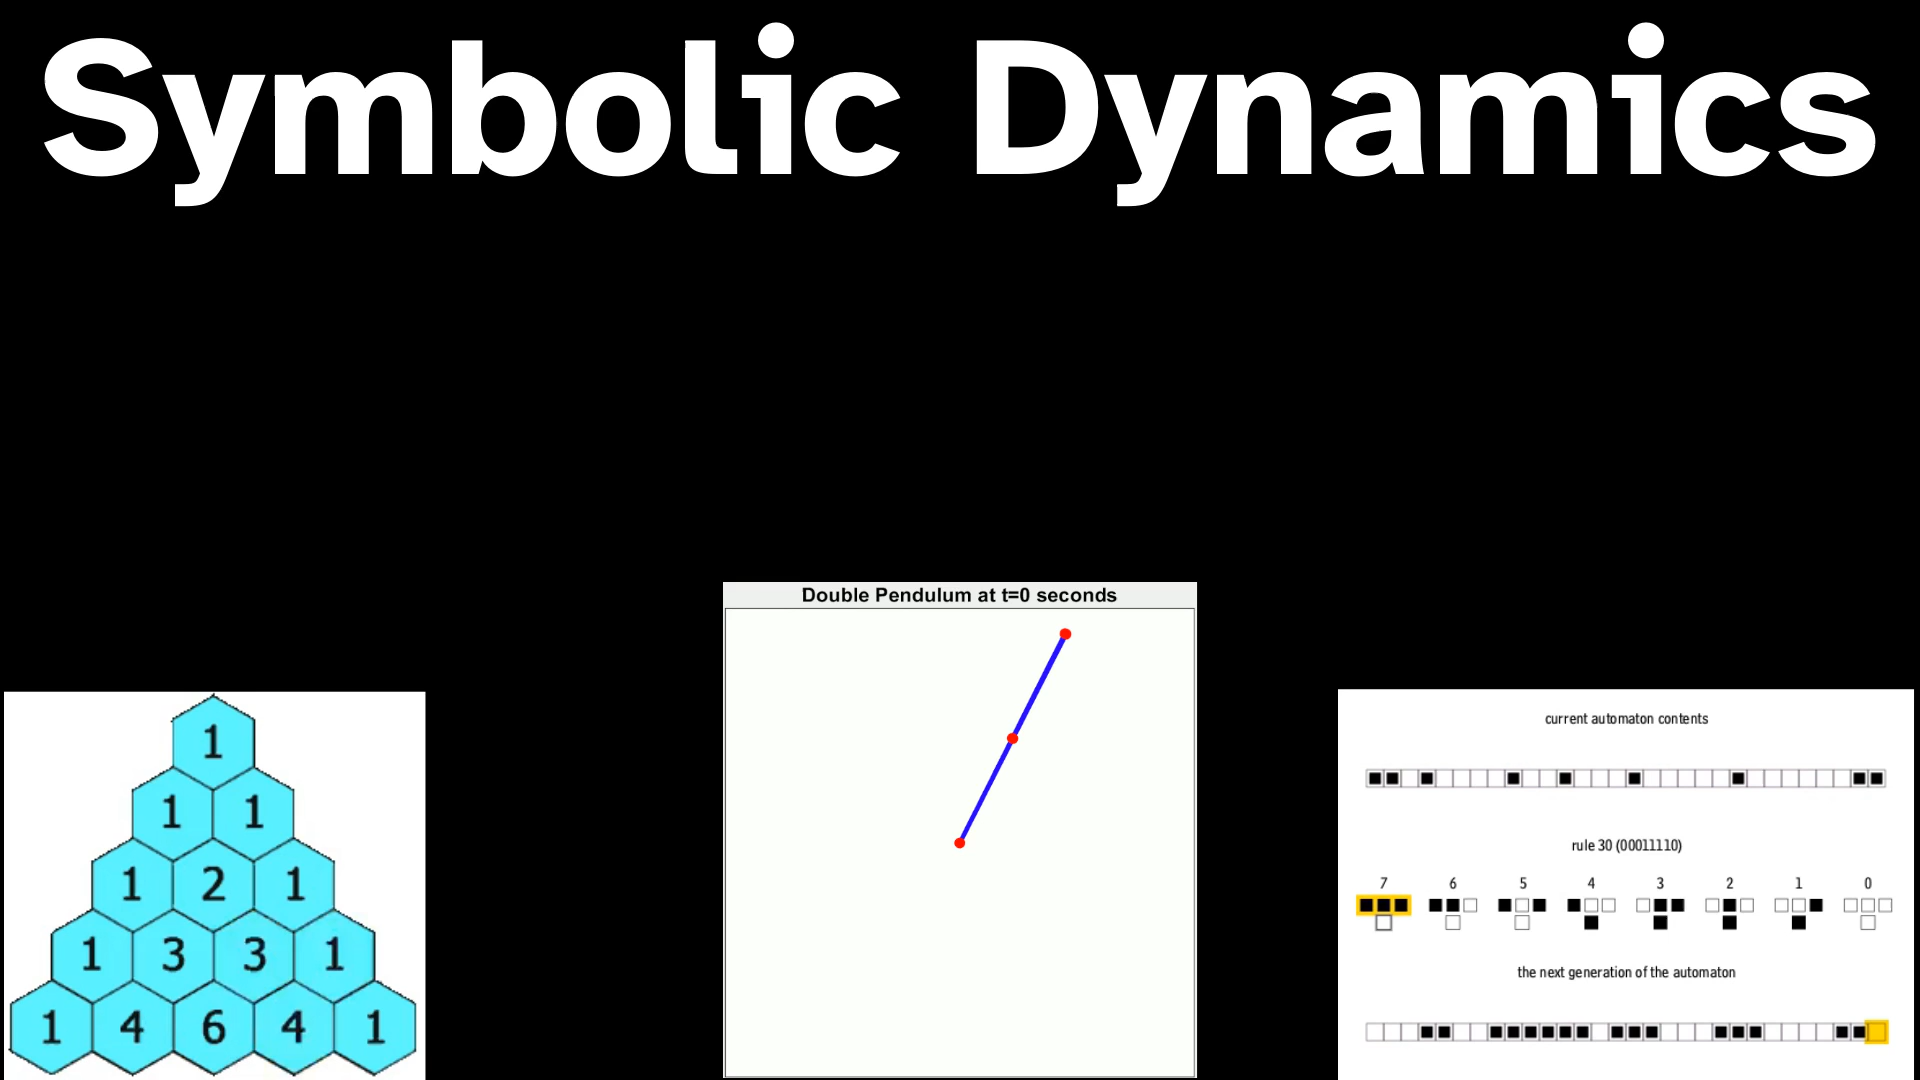 Symbolic Dynamics
Double Pendulum at t=0 seconds
1
1 1
1 2 1
1 3 3 1
1 4 6 4 1
current automaton contents
rule 30 (00011110)
7 6 5 4 3 2 1 0
the next generation of the automaton